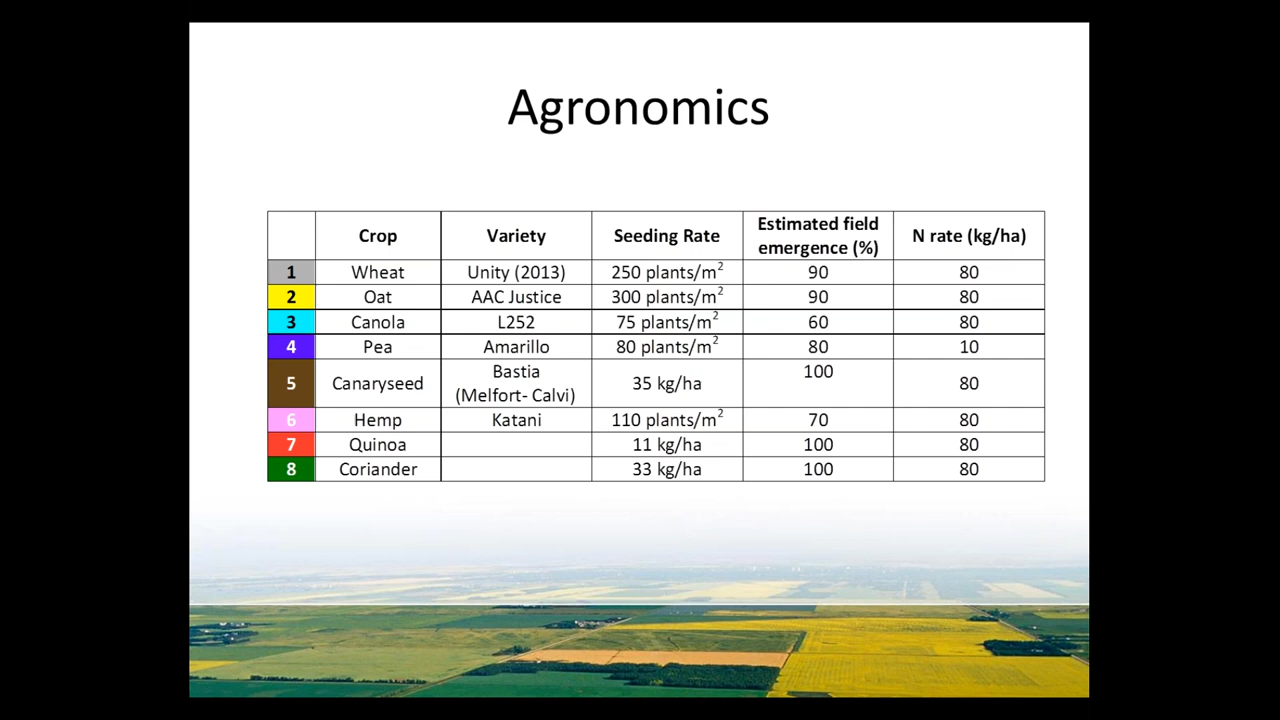 Agronomics
Crop Variety Seeding Rate Estimated field emergence (%) N rate (kg/ha)
1 Wheat Unity (2013) 250 plants/m² 90 80
2 Oat AAC Justice 300 plants/m² 90 80
3 Canola L252 75 plants/m² 60 80
4 Pea Amarillo 80 plants/m² 80 10
5 Canaryseed Bastia (Melfort- Calvi) 35 kg/ha 100 80
6 Hemp Katani 110 plants/m² 70 80
7 Quinoa 11 kg/ha 100 80
8 Coriander 33 kg/ha 100 80